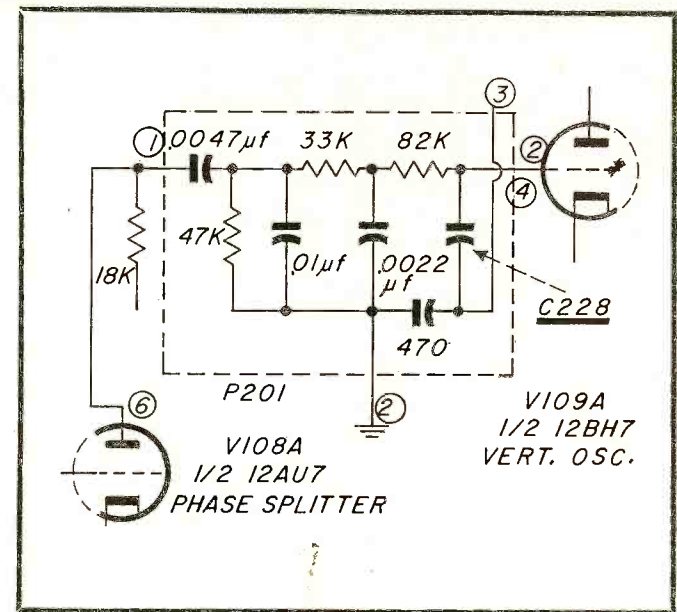 3
1 .0047µf 33K 82K 2
4
47K .01µf .0022
µf
18K
C228
470
P201
6 2
V109A
1/2 12BH7
VERT. OSC.
V108A
1/2 12AU7
PHASE SPLITTER